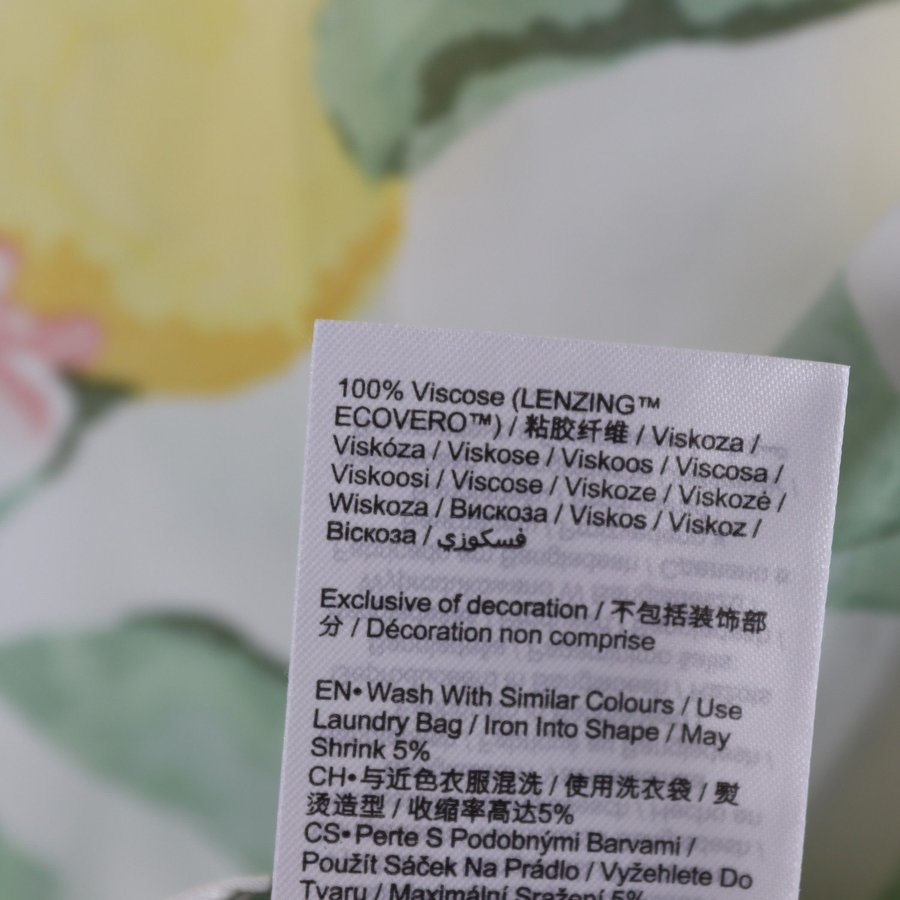 100% Viscose (LENZING™
ECOVERO™) / 粘胶纤维 / Viskoza /
Viskóza / Viskose / Viskoos / Viscosa /
Viskoosi / Viscose / Viskoze / Viskozė /
Wiskoza / Вискоза / Viskos / Viskoz /
Віскоза / فسكوزي
Exclusive of decoration / 不包括装饰部
分 / Décoration non comprise
EN•Wash With Similar Colours / Use
Laundry Bag / Iron Into Shape / May
Shrink 5%
CH•与近色衣服混洗 / 使用洗衣袋 / 熨
烫造型 / 收缩率高达5%
CS•Perte S Podobnými Barvami /
Použít Sáček Na Prádlo / Vyžehlete Do
Tvaru / Maximální Sražení 5%